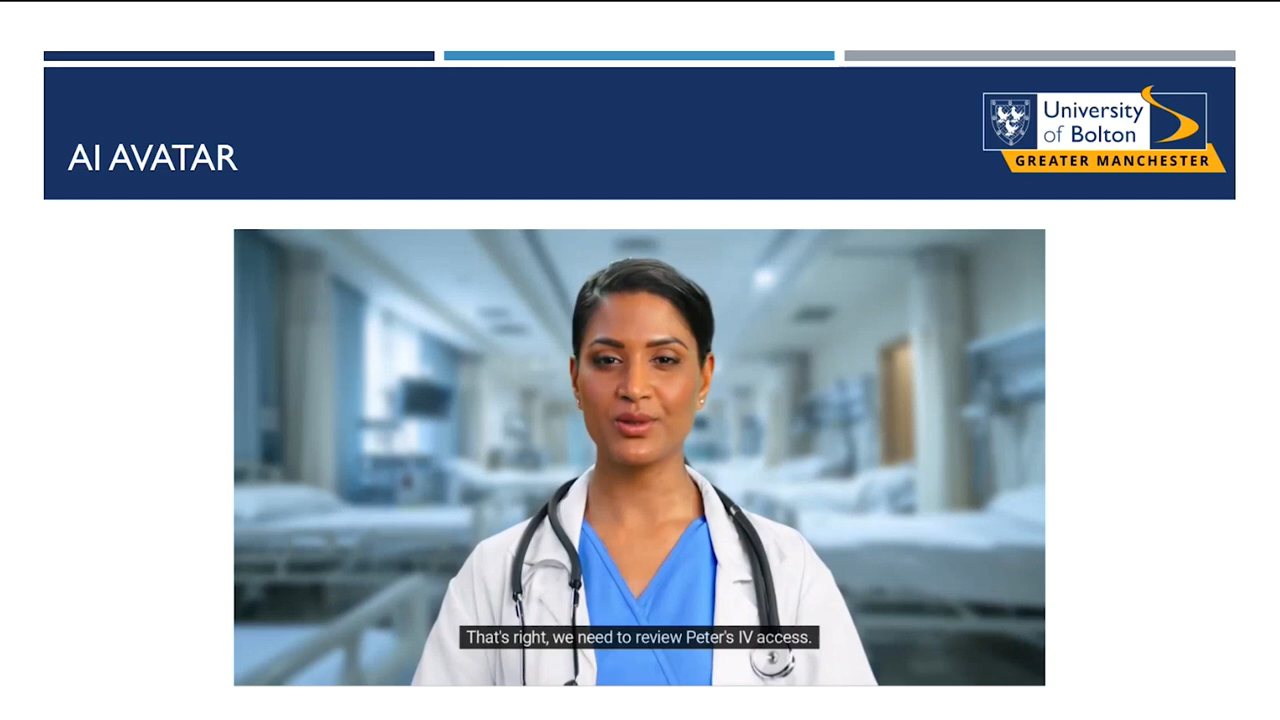 AI AVATAR
University
of Bolton
GREATER MANCHESTER
That's right, we need to review Peter's IV access.